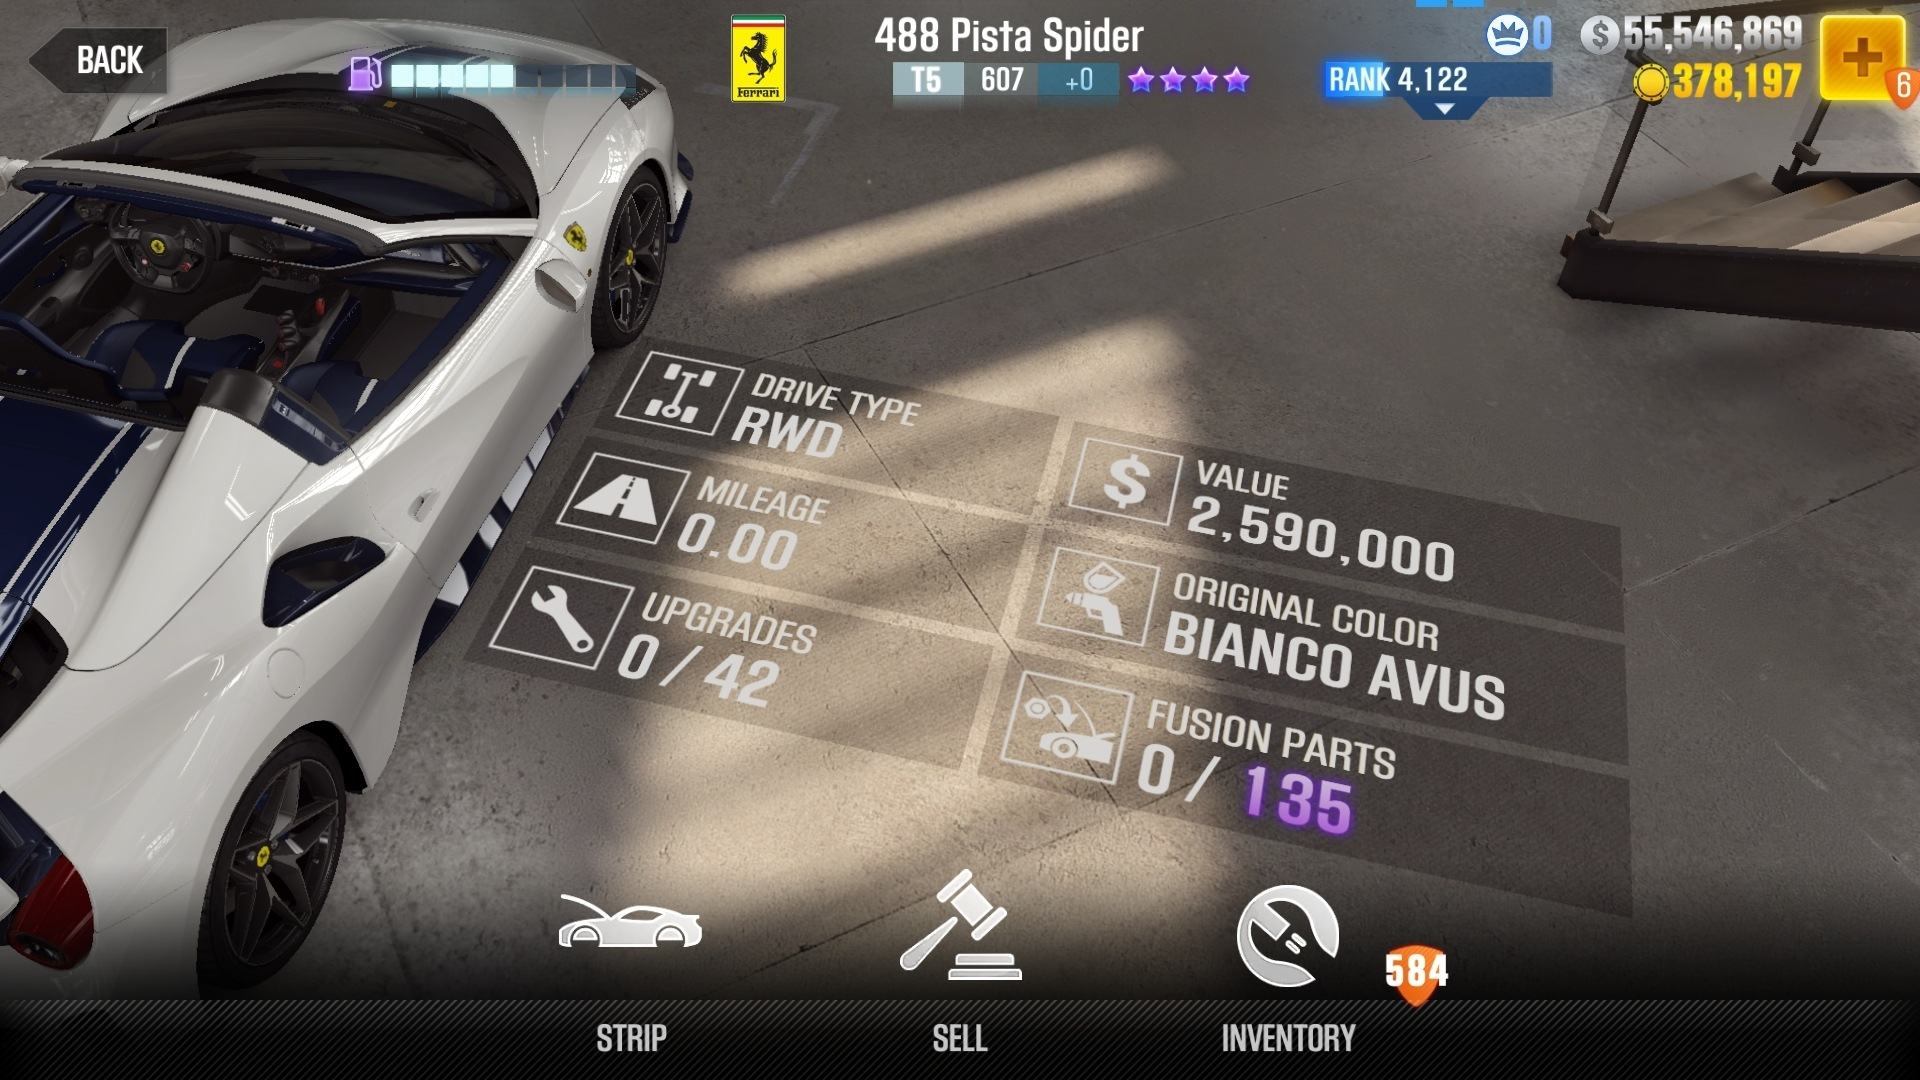 BACK
Ferrari
488 Pista Spider
T5 607 +0
RANK 4,122
0
$ 55,546,869
378,197
6
DRIVE TYPE
RWD
MILEAGE
0.00
UPGRADES
0 / 42
$ VALUE
2,590,000
ORIGINAL COLOR
BIANCO AVUS
FUSION PARTS
0 / 135
584
STRIP
SELL
INVENTORY